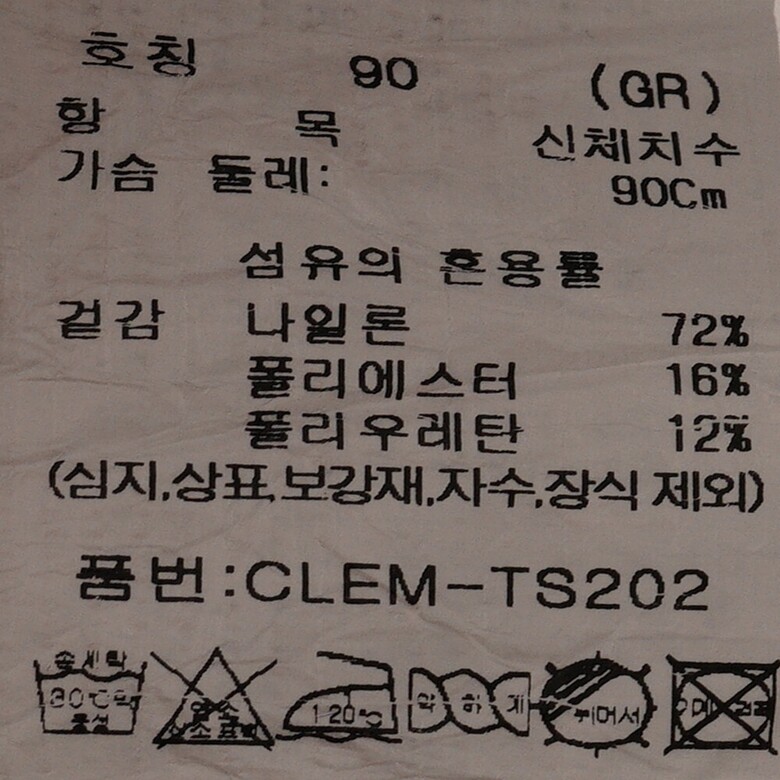 호칭 90 (GR)
항 목 신체치수
가슴 둘레: 90Cm
섬유의 혼용률
겉감 나일론 72%
폴리에스터 16%
폴리우레탄 12%
(심지,상표,보강재,자수,장식 제외)
품번:CLEM-TS202
손세탁
30℃
중성
120℃
약하게
뉘어서